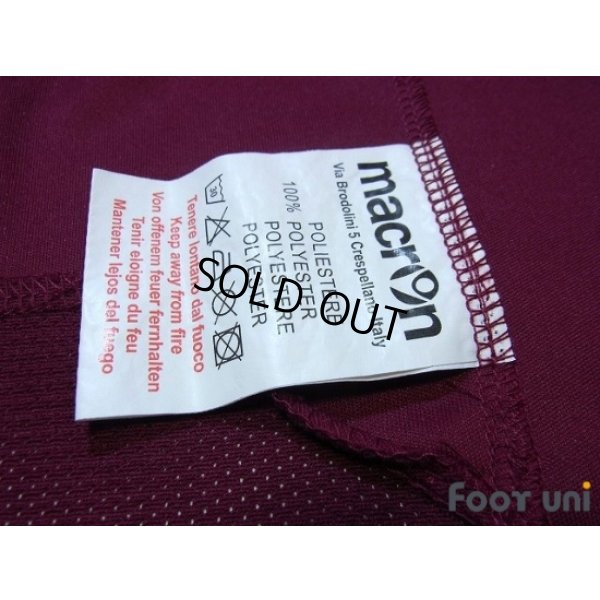 macron
Via Brodolini 5 Crespellano Italy
POLIESTERE
100% POLYESTER
POLYESTERE
POLYESTER
30
Tenere lontano dal fuoco
Keep away from fire
Von offenem feuer fernhalten
Tenir eloigne du feu
Mantener lejos del fuego
SOLD OUT
FOOT UNI